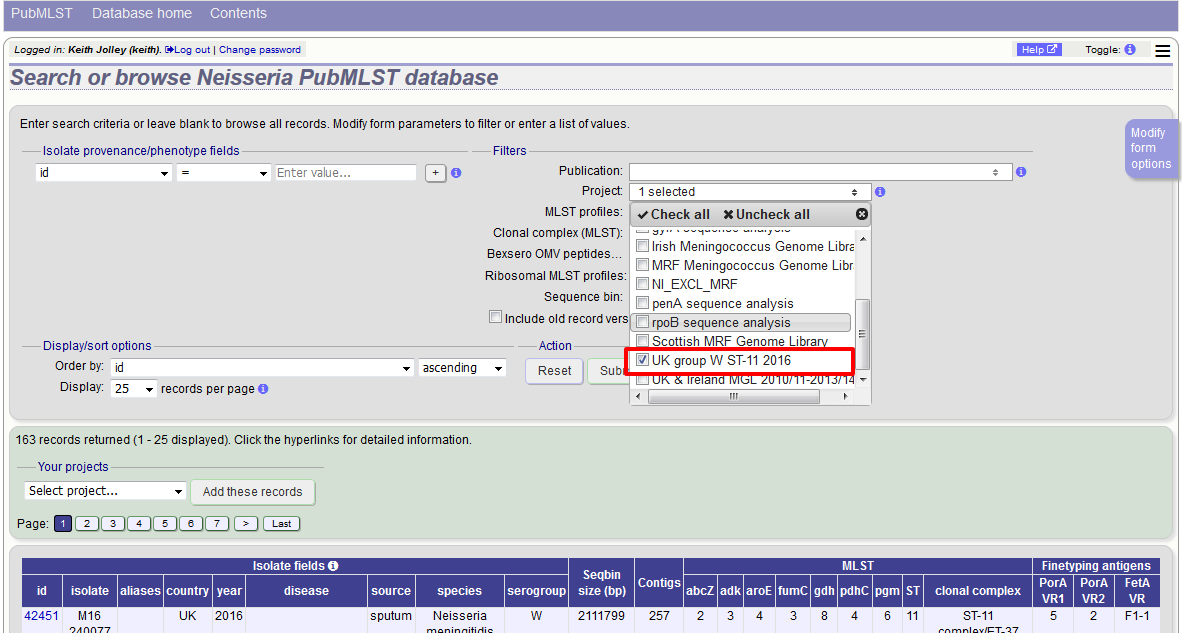 PubMLST Database home Contents
Logged in: Keith Jolley (keith). Log out | Change password Help Toggle:
Search or browse Neisseria PubMLST database
Enter search criteria or leave blank to browse all records. Modify form parameters to filter or enter a list of values.
Modify form options
Isolate provenance/phenotype fields
id = Enter value... +
Filters
Publication:
Project: 1 selected
MLST profiles:
Clonal complex (MLST):
Bexsero OMV peptides...
Ribosomal MLST profiles:
Sequence bin:
Include old record vers
Check all Uncheck all
sequence analysis
Irish Meningococcus Genome Libra
MRF Meningococcus Genome Libr
NI_EXCL_MRF
penA sequence analysis
rpoB sequence analysis
Scottish MRF Genome Library
UK group W ST-11 2016
UK & Ireland MGL 2010/11-2013/14
Display/sort options
Order by: id ascending
Display: 25 records per page
Action
Reset Subm
163 records returned (1 - 25 displayed). Click the hyperlinks for detailed information.
Your projects
Select project... Add these records
Page: 1 2 3 4 5 6 7 > Last
Isolate fields Seqbin size (bp) Contigs MLST Finetyping antigens
id isolate aliases country year disease source species serogroup abcZ adk aroE fumC gdh pdhC pgm ST clonal complex PorA VR1 PorA VR2 FetA VR
42451 M16 240077 UK 2016 sputum Neisseria meningitidis W 2111799 257 2 3 4 3 8 4 6 11 ST-11 complex/ET-37 5 2 F1-1